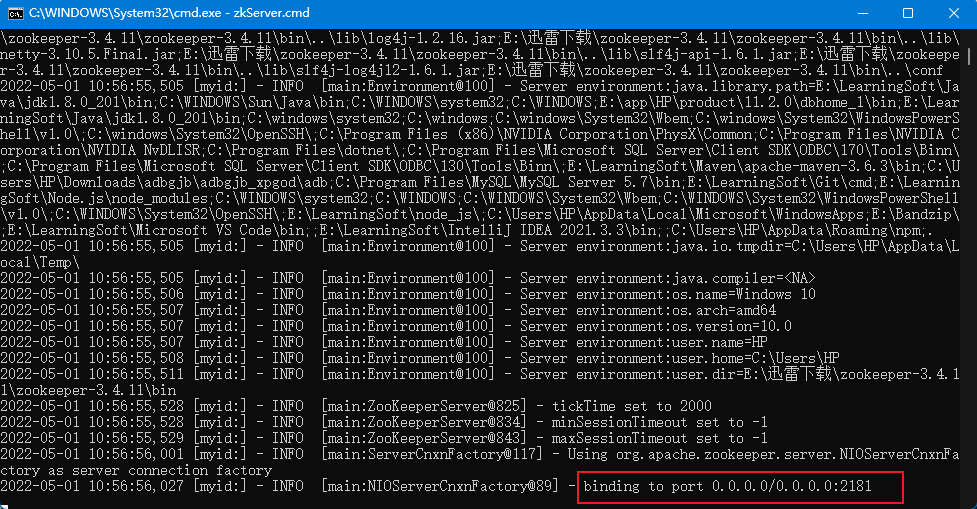 C:\WINDOWS\System32\cmd.exe - zkServer.cmd
\zookeeper-3.4.11\bin\..\lib\log4j-1.2.16.jar;E:\迅雷下载\zookeeper-3.4.11\zookeeper-3.4.11\bin\..\lib\
netty-3.10.5.Final.jar;E:\迅雷下载\zookeeper-3.4.11\zookeeper-3.4.11\bin\..\lib\slf4j-api-1.6.1.jar;E:\迅雷下载\zookeepe
r-3.4.11\zookeeper-3.4.11\bin\..\lib\slf4j-log4j12-1.6.1.jar;E:\迅雷下载\zookeeper-3.4.11\zookeeper-3.4.11\bin\..\conf
2022-05-01 10:56:55,505 [myid:] - INFO  [main:Environment@100] - Server environment:java.library.path=E:\LearningSoft\Ja
va\jdk1.8.0_201\bin;C:\WINDOWS\Sun\Java\bin;C:\WINDOWS\system32;C:\WINDOWS;E:\app\HP\product\11.2.0\dbhome_1\bin;E:\Lear
ningSoft\Java\jdk1.8.0_201\bin;C:\windows\system32;C:\windows;C:\windows\System32\Wbem;C:\windows\System32\WindowsPowerS
hell\v1.0\;C:\windows\System32\OpenSSH\;C:\Program Files (x86)\NVIDIA Corporation\PhysX\Common;C:\Program Files\NVIDIA C
orporation\NVIDIA NvDLISR;C:\Program Files\dotnet\;C:\Program Files\Microsoft SQL Server\Client SDK\ODBC\170\Tools\Binn\
;C:\Program Files\Microsoft SQL Server\Client SDK\ODBC\130\Tools\Binn\;E:\LearningSoft\Maven\apache-maven-3.6.3\bin;C:\U
sers\HP\Downloads\adbgjb\adbgjb_xpgod\adb;C:\Program Files\MySQL\MySQL Server 5.7\bin;E:\LearningSoft\Git\cmd;E:\Learnin
gSoft\Node.js\node_modules;C:\WINDOWS\system32;C:\WINDOWS;C:\WINDOWS\System32\Wbem;C:\WINDOWS\System32\WindowsPowerShell
\v1.0\;C:\WINDOWS\System32\OpenSSH\;E:\LearningSoft\node_js\;C:\Users\HP\AppData\Local\Microsoft\WindowsApps;E:\Bandzip\
;E:\LearningSoft\Microsoft VS Code\bin;;E:\LearningSoft\IntelliJ IDEA 2021.3.3\bin;;C:\Users\HP\AppData\Roaming\npm;.
2022-05-01 10:56:55,505 [myid:] - INFO  [main:Environment@100] - Server environment:java.io.tmpdir=C:\Users\HP\AppData\L
ocal\Temp\
2022-05-01 10:56:55,505 [myid:] - INFO  [main:Environment@100] - Server environment:java.compiler=<NA>
2022-05-01 10:56:55,506 [myid:] - INFO  [main:Environment@100] - Server environment:os.name=Windows 10
2022-05-01 10:56:55,507 [myid:] - INFO  [main:Environment@100] - Server environment:os.arch=amd64
2022-05-01 10:56:55,507 [myid:] - INFO  [main:Environment@100] - Server environment:os.version=10.0
2022-05-01 10:56:55,507 [myid:] - INFO  [main:Environment@100] - Server environment:user.name=HP
2022-05-01 10:56:55,508 [myid:] - INFO  [main:Environment@100] - Server environment:user.home=C:\Users\HP
2022-05-01 10:56:55,511 [myid:] - INFO  [main:Environment@100] - Server environment:user.dir=E:\迅雷下载\zookeeper-3.4.1
1\zookeeper-3.4.11\bin
2022-05-01 10:56:55,528 [myid:] - INFO  [main:ZooKeeperServer@825] - tickTime set to 2000
2022-05-01 10:56:55,528 [myid:] - INFO  [main:ZooKeeperServer@834] - minSessionTimeout set to -1
2022-05-01 10:56:55,529 [myid:] - INFO  [main:ZooKeeperServer@843] - maxSessionTimeout set to -1
2022-05-01 10:56:56,001 [myid:] - INFO  [main:ServerCnxnFactory@117] - Using org.apache.zookeeper.server.NIOServerCnxnFa
ctory as server connection factory
2022-05-01 10:56:56,027 [myid:] - INFO  [main:NIOServerCnxnFactory@89] - binding to port 0.0.0.0/0.0.0.0:2181